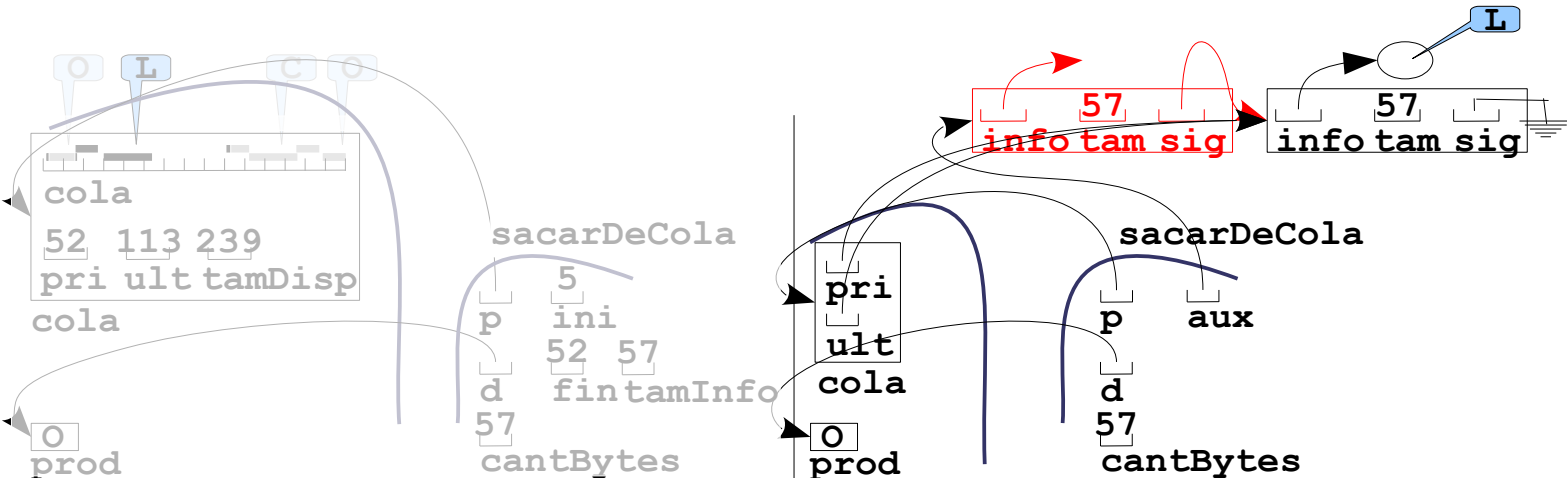 O L C O
cola
52 113 239
pri ult tamDisp
cola
sacarDeCola
5
p ini
52 57
d fin tamInfo
57
cantBytes
O
prod
L
57
info tam sig
57
info tam sig
sacarDeCola
pri
ult
cola
p aux
d
57
cantBytes
O
prod